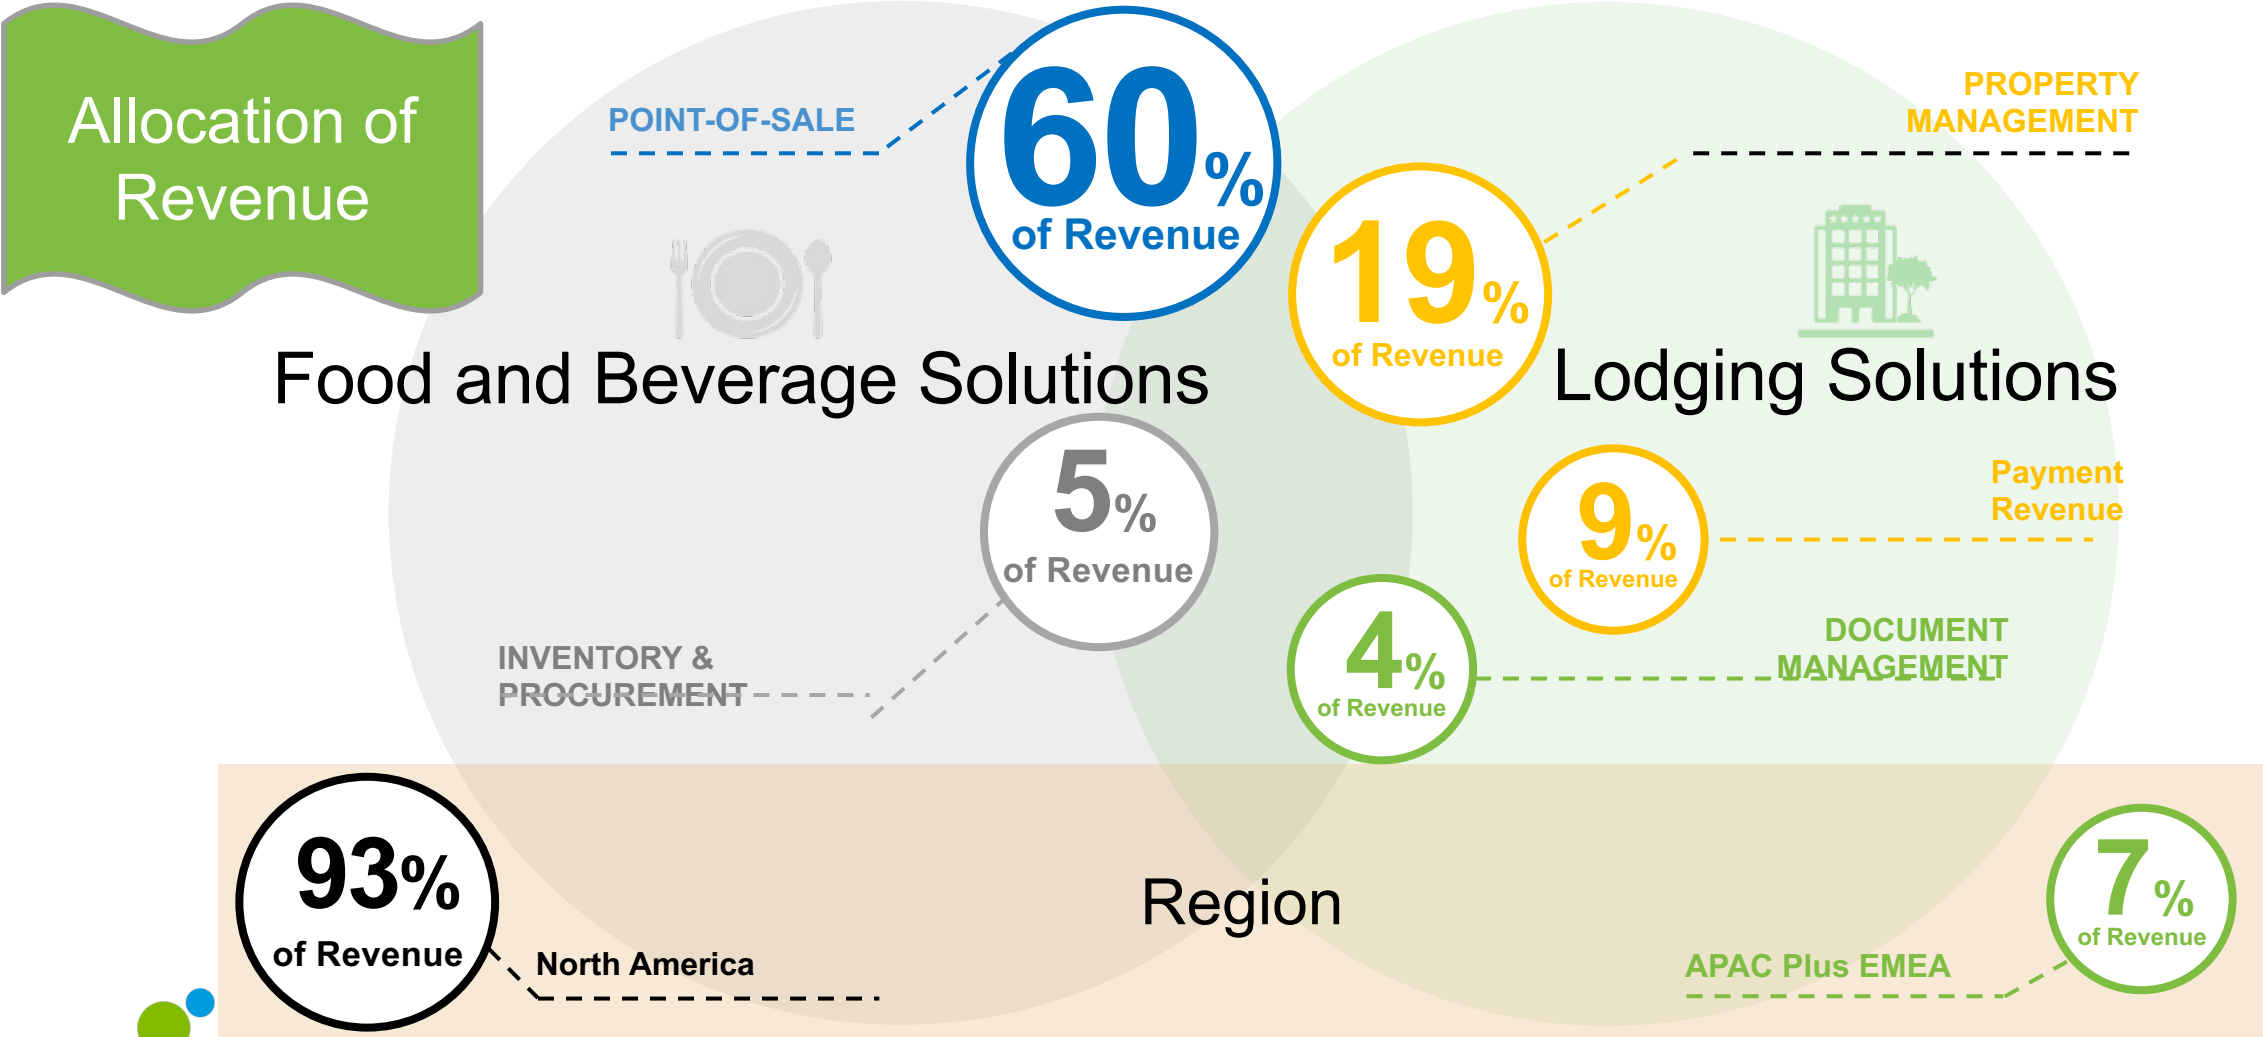 Allocation of
Revenue
POINT-OF-SALE
60%
of Revenue
PROPERTY
MANAGEMENT
19%
of Revenue
Food and Beverage Solutions
Lodging Solutions
5%
of Revenue
INVENTORY &
PROCUREMENT
9%
of Revenue
Payment
Revenue
4%
of Revenue
DOCUMENT
MANAGEMENT
93%
of Revenue
North America
Region
7%
of Revenue
APAC Plus EMEA